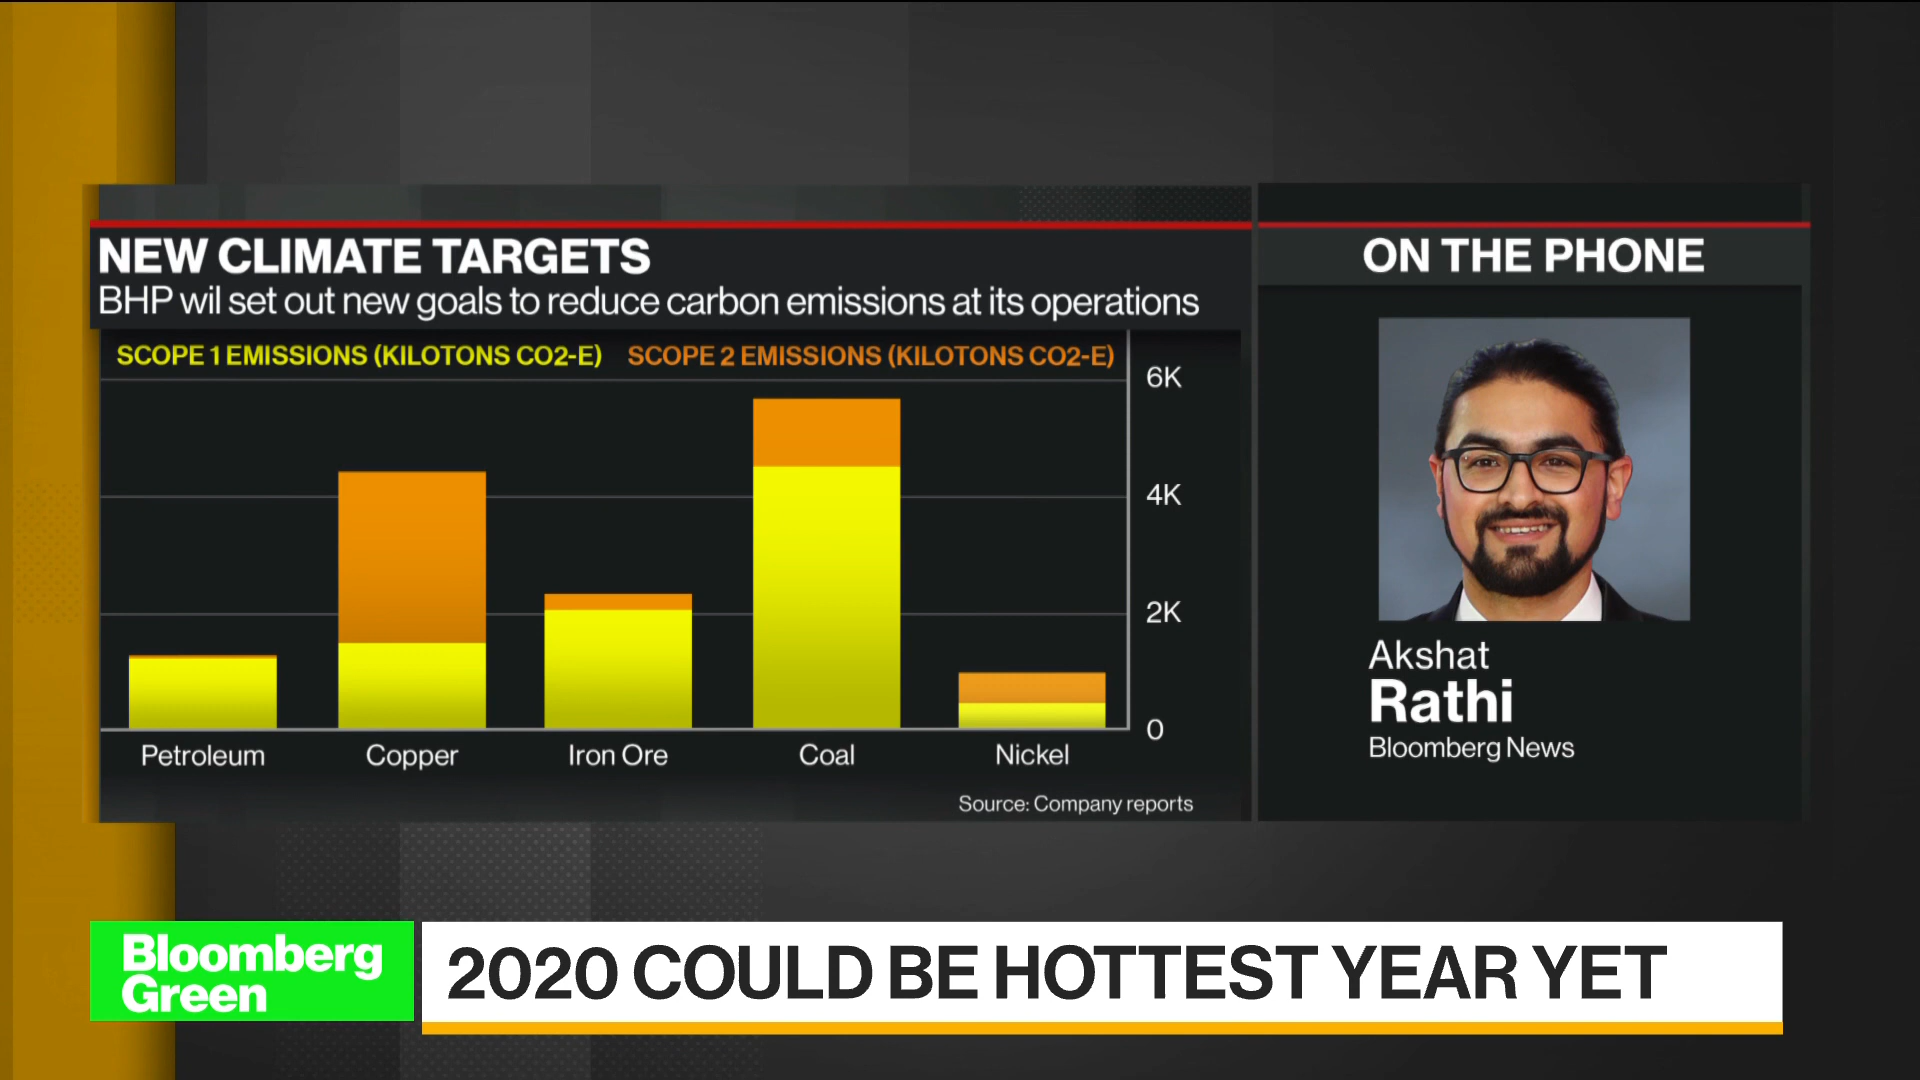 NEW CLIMATE TARGETS
BHP wil set out new goals to reduce carbon emissions at its operations
SCOPE 1 EMISSIONS (KILOTONS CO2-E) SCOPE 2 EMISSIONS (KILOTONS CO2-E)
6K
4K
2K
0
Petroleum Copper Iron Ore Coal Nickel
Source: Company reports
ON THE PHONE
Akshat
Rathi
Bloomberg News
Bloomberg
Green
2020 COULD BE HOTTEST YEAR YET